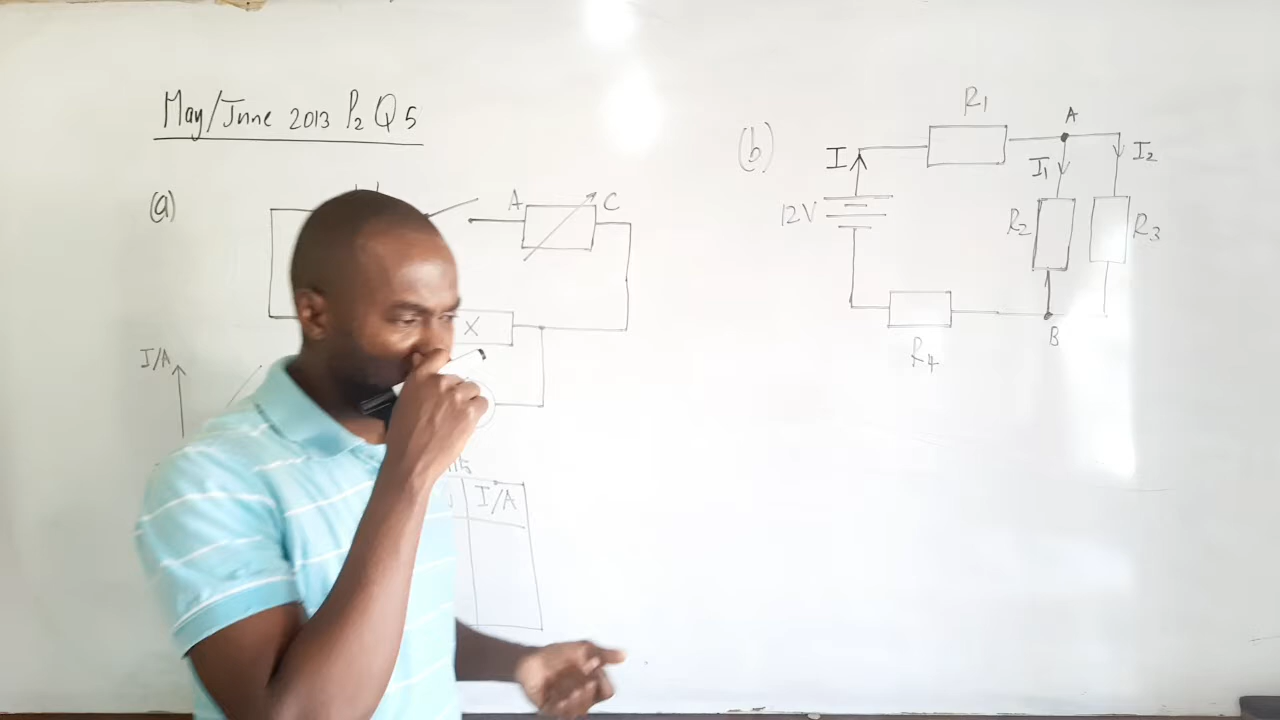 May/June 2013 P2 Q5
(a)
A
C
X
I/A
I/A
(b)
R1
A
I
I1
I2
12V
R2
R3
B
R4